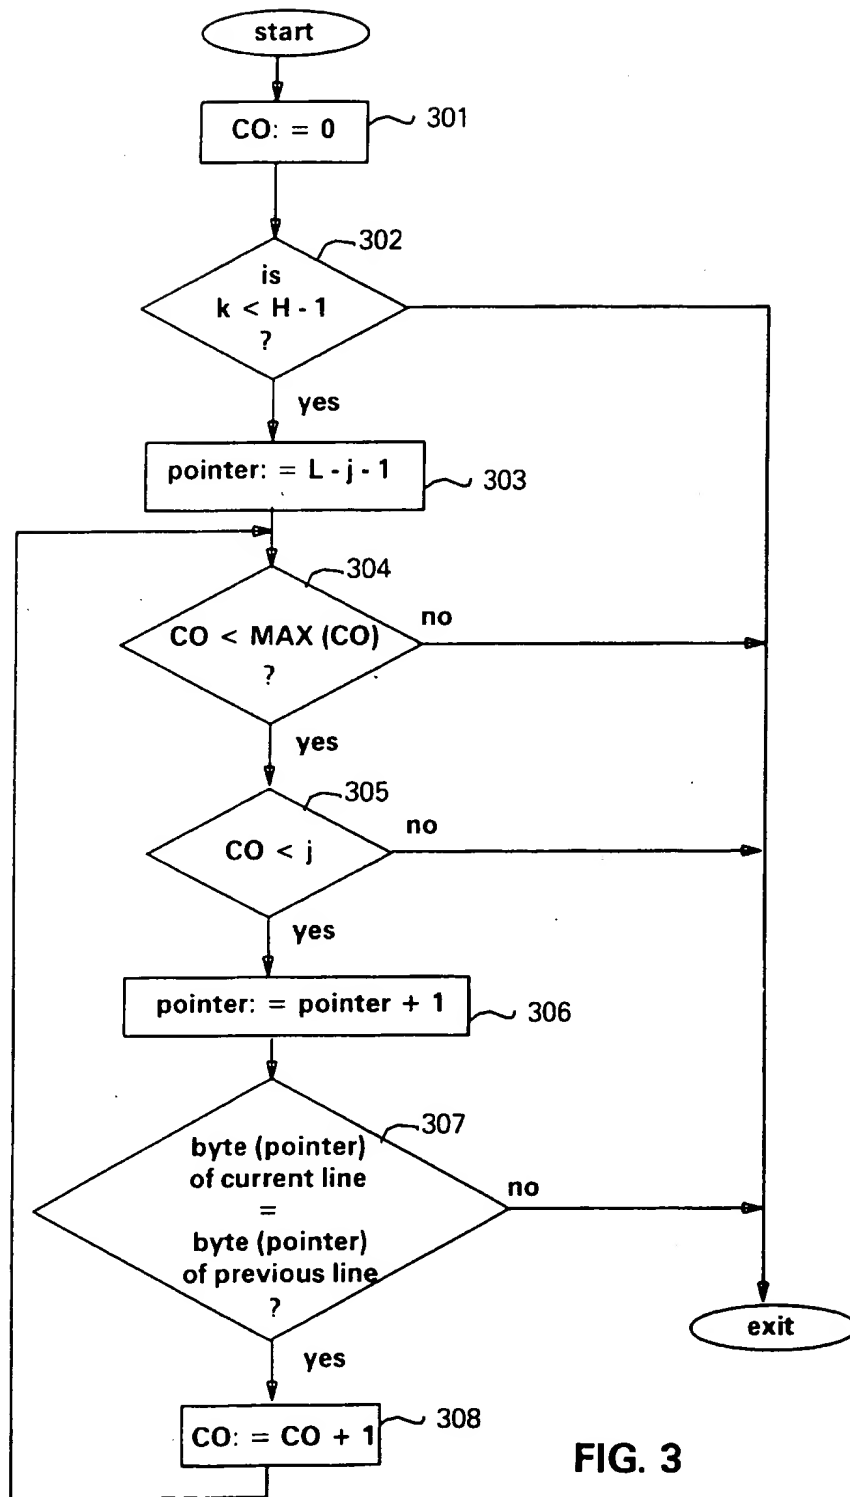 start
CO: = 0
301
302
is
k < H - 1
?
yes
pointer: = L - j - 1
303
304
CO < MAX (CO)
?
no
yes
305
CO < j
no
yes
pointer: = pointer + 1
306
307
byte (pointer)
of current line
=
byte (pointer)
of previous line
?
no
yes
exit
CO: = CO + 1
308
FIG. 3